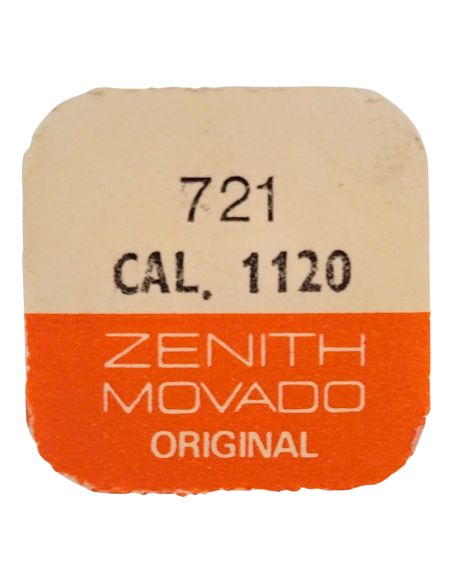 721
CAL. 1120
ZENITH
MOVADO
ORIGINAL